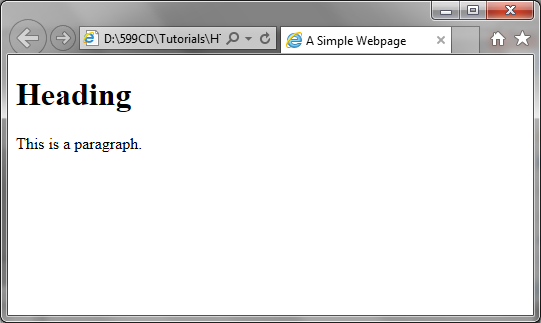 D:\599CD\Tutorials\H
A Simple Webpage
Heading
This is a paragraph.